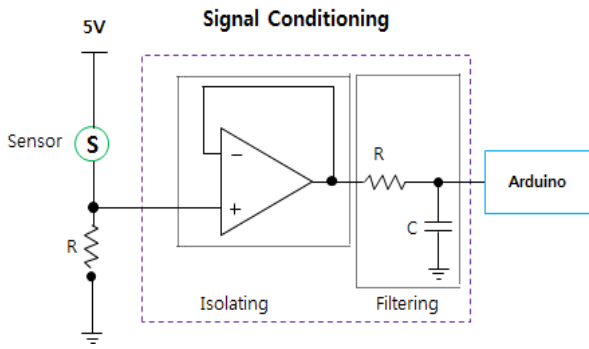 Signal Conditioning
5V
Sensor
S
R
−
+
R
C
Arduino
Isolating
Filtering